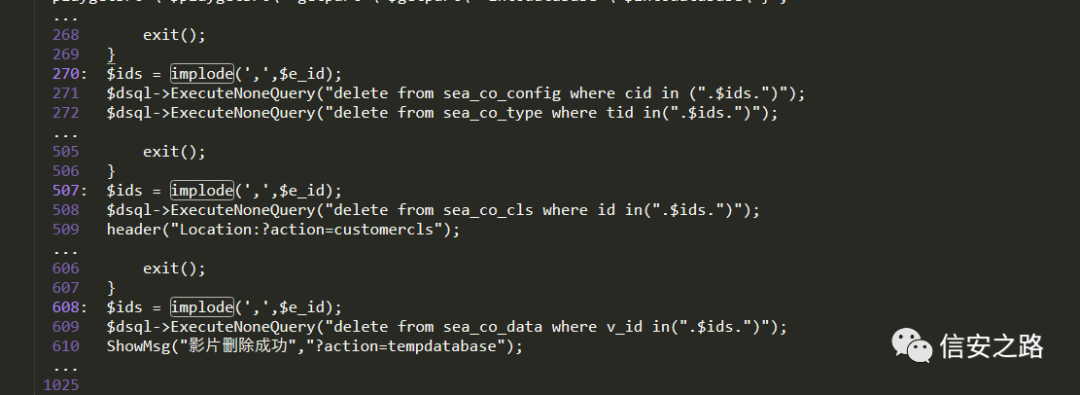 ...
268 exit();
269 }
270: $ids = implode(',',$e_id);
271 $dsql->ExecuteNoneQuery("delete from sea_co_config where cid in (".$ids.")");
272 $dsql->ExecuteNoneQuery("delete from sea_co_type where tid in(".$ids.")");
...
505 exit();
506 }
507: $ids = implode(',',$e_id);
508 $dsql->ExecuteNoneQuery("delete from sea_co_cls where id in(".$ids.")");
509 header("Location:?action=customercls");
...
606 exit();
607 }
608: $ids = implode(',',$e_id);
609 $dsql->ExecuteNoneQuery("delete from sea_co_data where v_id in(".$ids.")");
610 ShowMsg("影片删除成功","?action=tempdatabase");
...
1025
信安之路